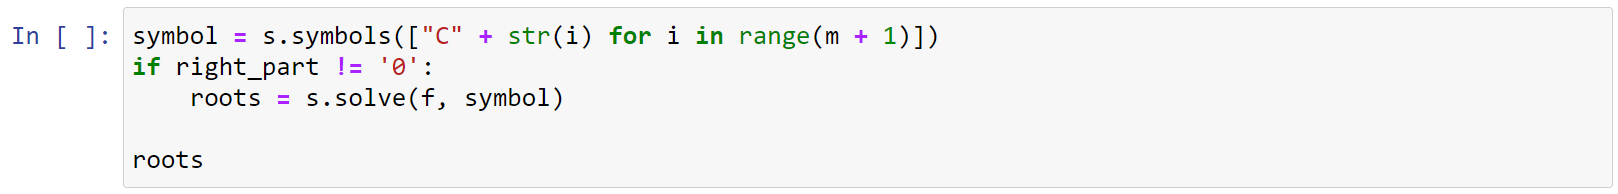 In [ ]: symbol = s.symbols(["C" + str(i) for i in range(m + 1)])
if right_part != '0':
    roots = s.solve(f, symbol)
roots